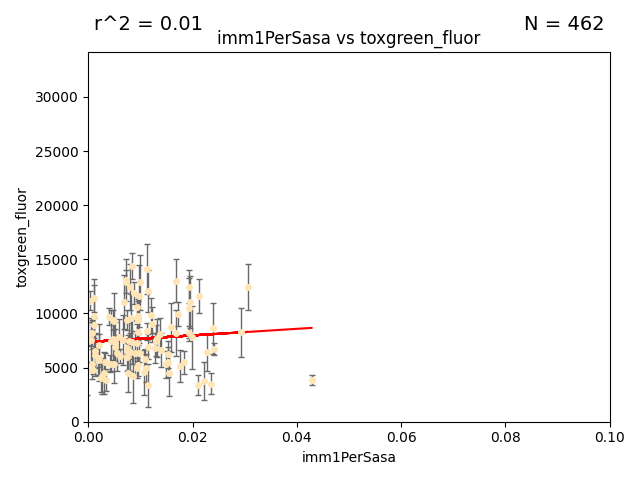 r^2 = 0.01
N = 462
imm1PerSasa vs toxgreen_fluor
toxgreen_fluor
30000
25000
20000
15000
10000
5000
0
0.00 0.02 0.04 0.06 0.08 0.10
imm1PerSasa